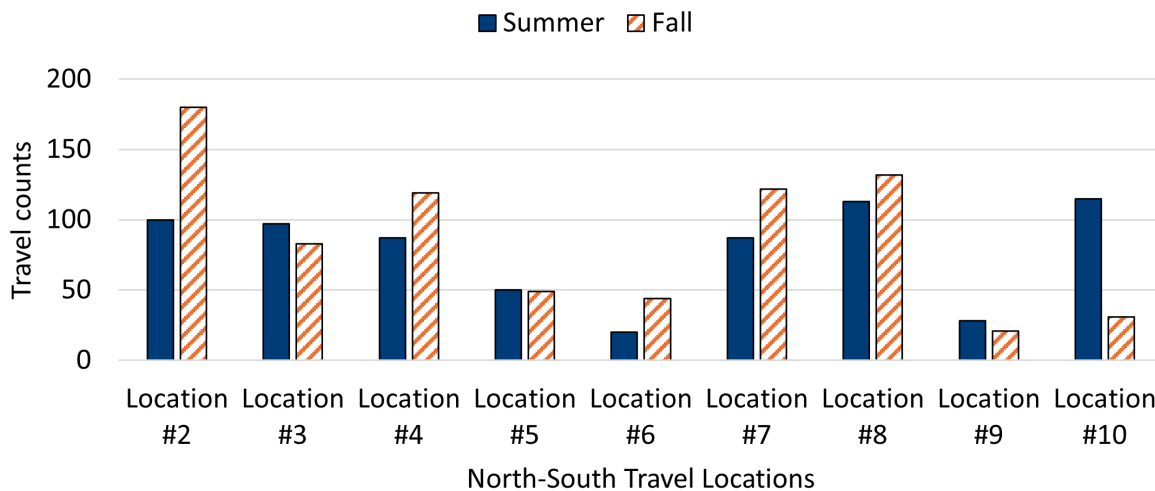 Summer Fall
200
150
100
50
0
Travel counts
Location #2
Location #3
Location #4
Location #5
Location #6
Location #7
Location #8
Location #9
Location #10
North-South Travel Locations